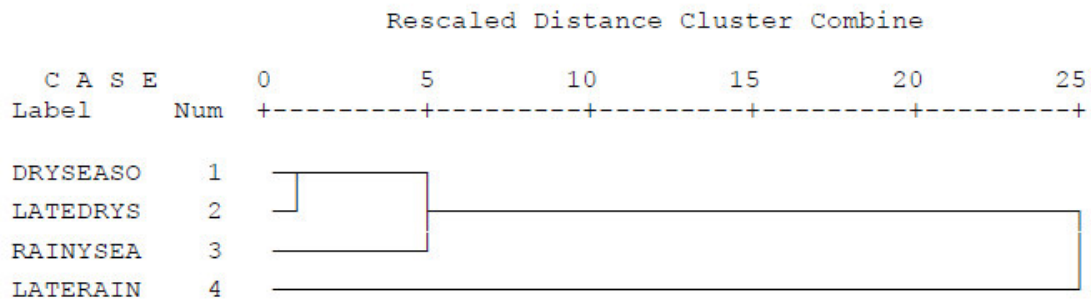 Rescaled Distance Cluster Combine
C A S E 0 5 10 15 20 25
Label Num +---------+---------+---------+---------+---------+
DRYSEASO 1
LATEDRYS 2
RAINYSEA 3
LATERAIN 4